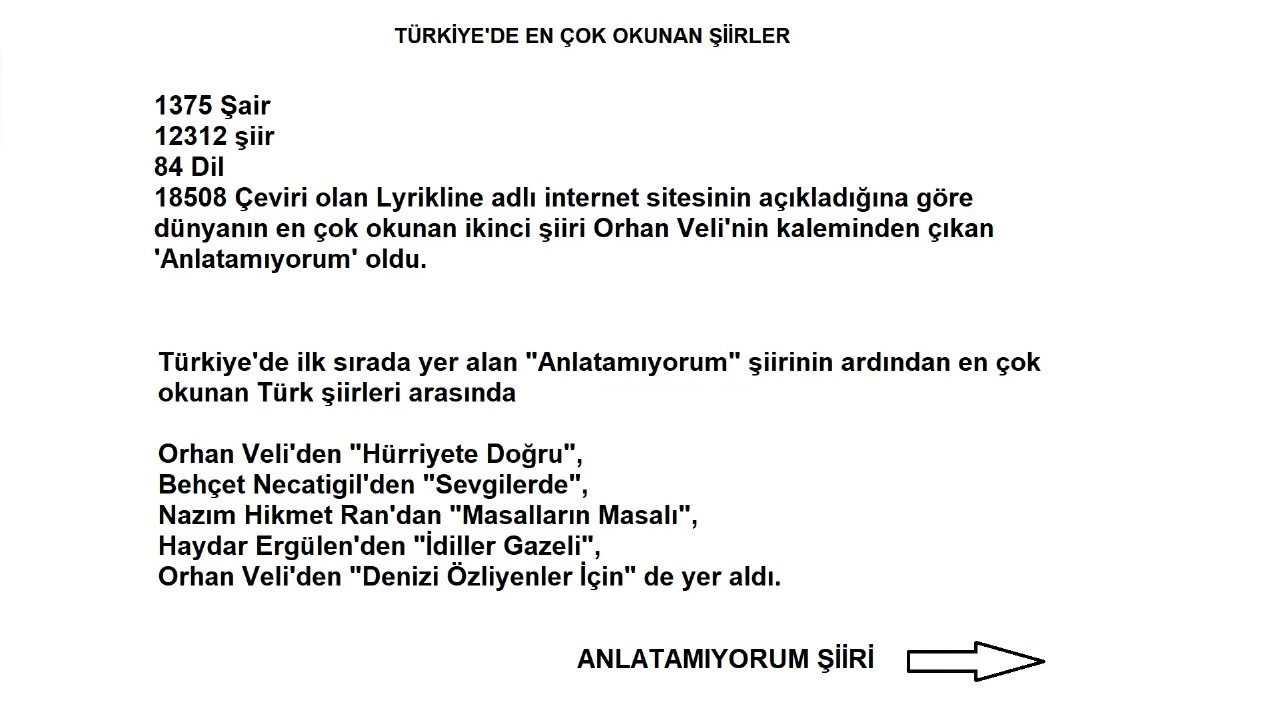 TÜRKİYE'DE EN ÇOK OKUNAN ŞİİRLER
1375 Şair
12312 şiir
84 Dil
18508 Çeviri olan Lyrikline adlı internet sitesinin açıkladığına göre
dünyanın en çok okunan ikinci şiiri Orhan Veli'nin kaleminden çıkan
'Anlatamıyorum' oldu.
Türkiye'de ilk sırada yer alan "Anlatamıyorum" şiirinin ardından en çok
okunan Türk şiirleri arasında
Orhan Veli'den "Hürriyete Doğru",
Behçet Necatigil'den "Sevgilerde",
Nazım Hikmet Ran'dan "Masalların Masalı",
Haydar Ergülen'den "İdiller Gazeli",
Orhan Veli'den "Denizi Özliyenler İçin" de yer aldı.
ANLATAMIYORUM ŞİİRİ